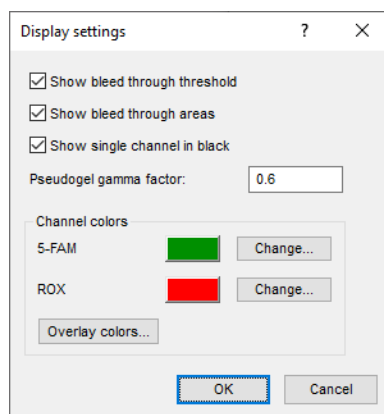 Display settings
?
Show bleed through threshold
Show bleed through areas
Show single channel in black
Pseudogel gamma factor: 0.6
Channel colors
5-FAM Change...
ROX Change...
Overlay colors...
OK Cancel